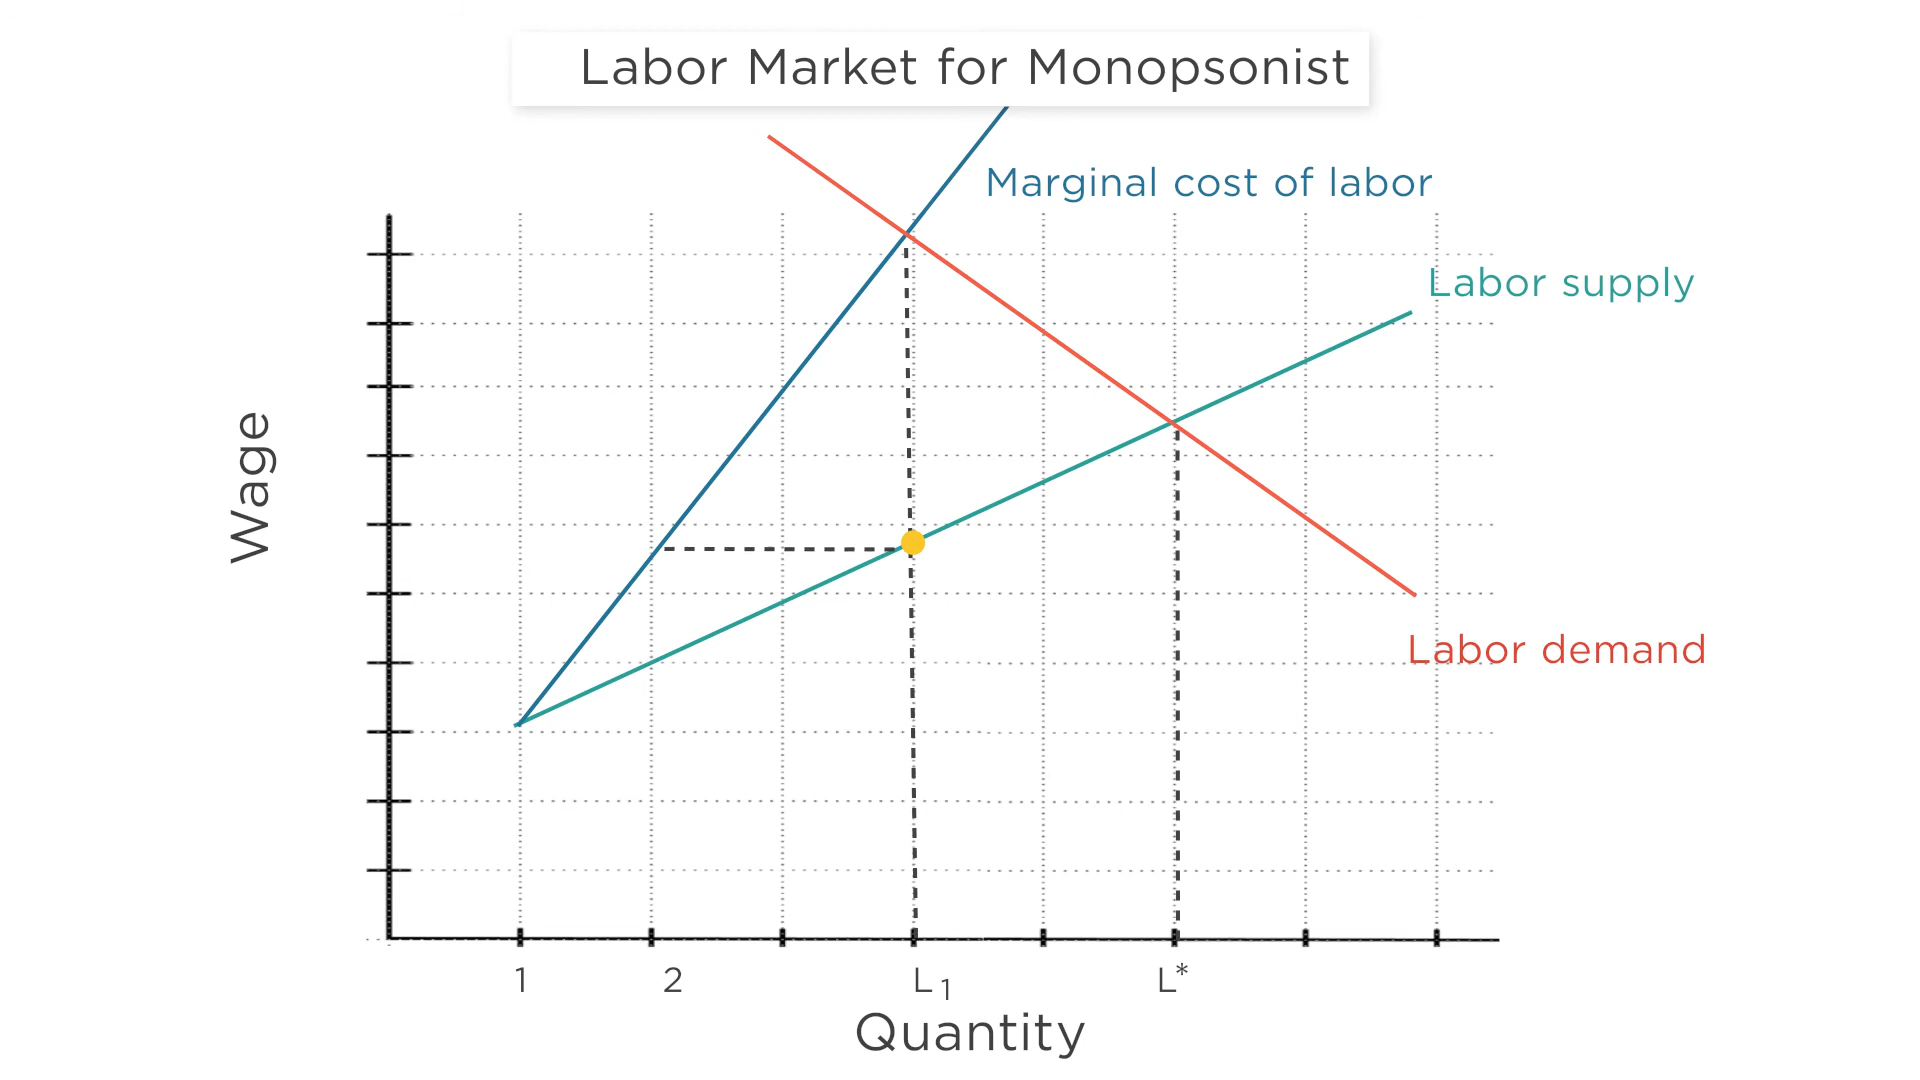 Labor Market for Monopsonist
Marginal cost of labor
Labor supply
Wage
Labor demand
1 2 L1 L*
Quantity